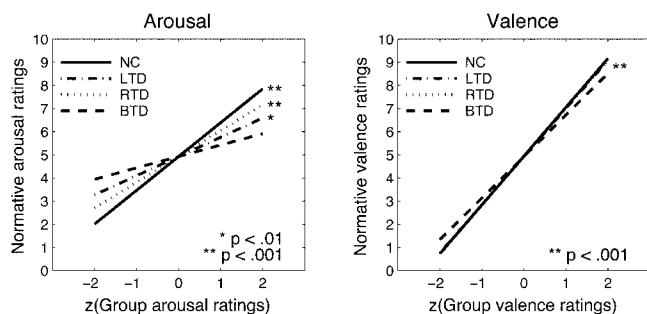 Arousal
Normative arousal ratings
10
9
8
7
6
5
4
3
2
1
0
NC
LTD
RTD
BTD
**
**
*
* p < .01
** p < .001
−2
−1
0
1
2
z(Group arousal ratings)
Valence
Normative valence ratings
10
9
8
7
6
5
4
3
2
1
0
NC
LTD
RTD
BTD
**
** p < .001
−2
−1
0
1
2
z(Group valence ratings)